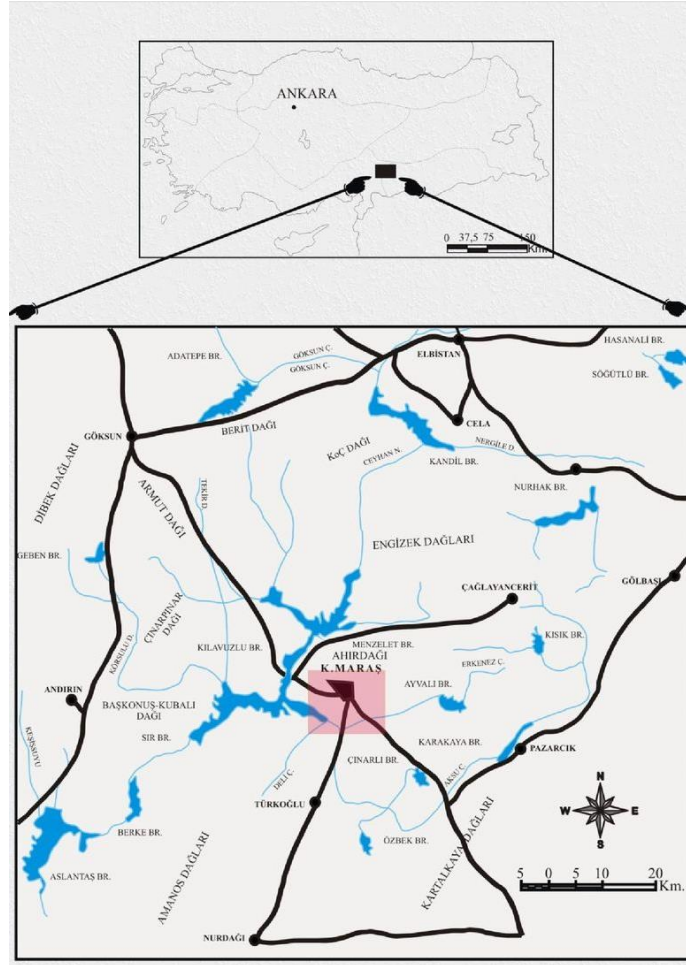 ANKARA
0 37,5 75 150
Km.
HASANALİ BR.
ADATEPE BR.
GÖKSUN Ç.
GÖKSUN Ç.
ELBİSTAN
SÖĞÜTLÜ BR.
CELA
GÖKSUN
BERİT DAĞI
KOÇ DAĞI
CEYHAN N.
NERGİLE D.
KANDİL BR.
DİBEK DAĞLARI
ARMUT DAĞI
TEKİR D.
NURHAK BR.
ENGİZEK DAĞLARI
GEBEN BR.
ÇAĞLAYANCERİT
GÖLBAŞI
ÇINARPINAR
DAĞI
KÖRSULU D.
KILAVUZLU BR.
MENZELET BR.
KISIK BR.
AHIRDAĞI
K.MARAŞ
ERKENEZ Ç.
ANDIRIN
AYVALI BR.
BAŞKONUŞ-KUBALI
DAĞI
SIR BR.
KARAKAYA BR.
PAZARCIK
KEŞİSSUYU
ÇINARLI BR.
DELİ Ç.
AKSU Ç.
TÜRKOĞLU
N
W E
S
BERKE BR.
ÖZBEK BR.
AMANOS DAĞLARI
KARTALKAYA DAĞLARI
ASLANTAŞ BR.
5 0 5 10 20
Km.
NURDAĞI